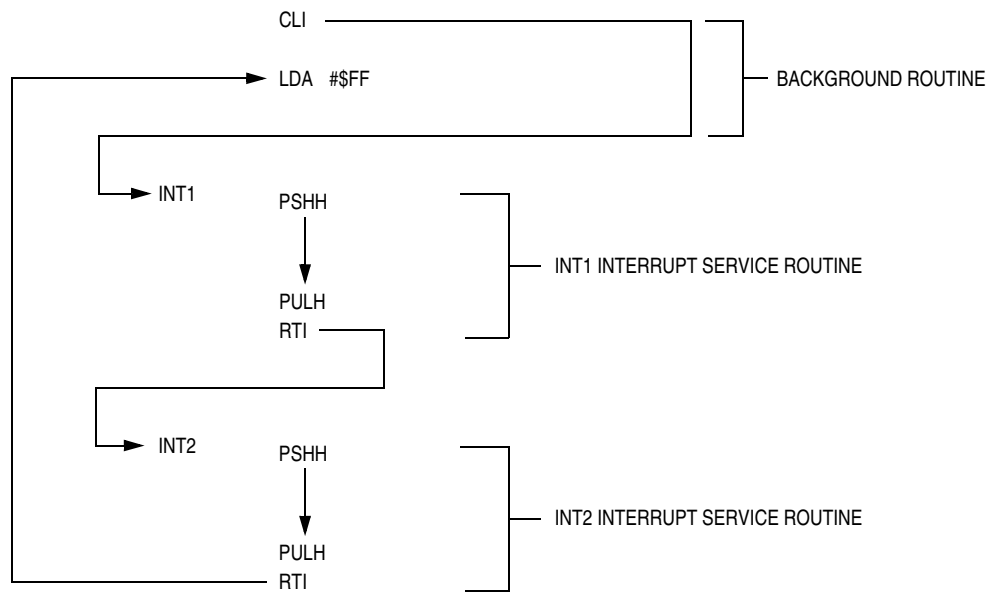 CLI
LDA #$FF
BACKGROUND ROUTINE
INT1
PSHH
INT1 INTERRUPT SERVICE ROUTINE
PULH
RTI
INT2
PSHH
INT2 INTERRUPT SERVICE ROUTINE
PULH
RTI